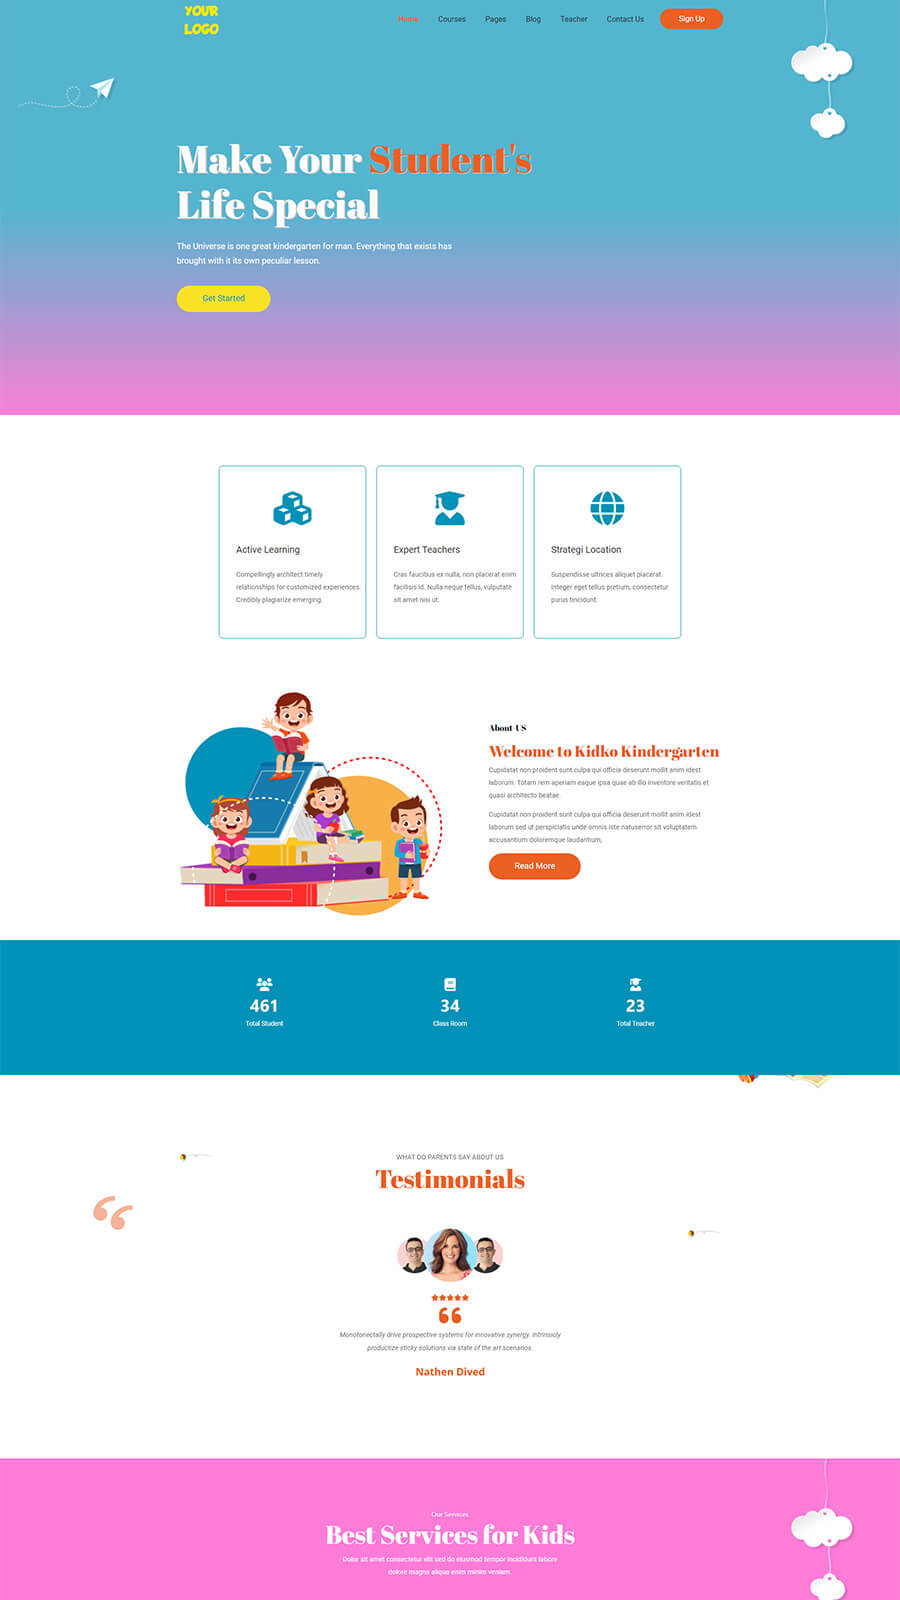 YOUR
LOGO
Home Courses Pages Blog Teacher Contact Us Sign Up
Make Your Student's
Life Special
The Universe is one great kindergarten for man. Everything that exists has
brought with it its own peculiar lesson.
Get Started
Active Learning
Compellingly architect timely
relationships for customized experiences.
Credibly plagiarize emerging.
Expert Teachers
Cras faucibus ex nulla, non placerat enim
facilisis id. Nulla neque tellus, vulputate
sit amet nisi ut.
Strategi Location
Suspendisse ultrices aliquet placerat.
Integer eget tellus pretium, consectetur
purus tincidunt.
About US
Welcome to Kidko Kindergarten
Cupidatat non proident sunt culpa qui officia deserunt mollit anim idest
laborum. Totam rem aperiam eaque ipsa quae ab illo inventore veritatis et
quasi architecto beatae.
Cupidatat non proident sunt culpa qui officia deserunt mollit anim idest
laborum sed ut perspiciatis unde omnis iste natuserror sit voluptatem
accusantium doloremque laudantium,
Read More
461
Total Student
34
Class Room
23
Total Teacher
WHAT DO PARENTS SAY ABOUT US
Testimonials
Monotonectally drive prospective systems for innovative synergy. Intrinsicly
productize sticky solutions via state of the art scenarios.
Nathen Dived
Our Services
Best Services for Kids
Dolor sit amet consectetur elit sed do eiusmod tempor incididunt labore
dolore magna aliqua enim minim veniam.